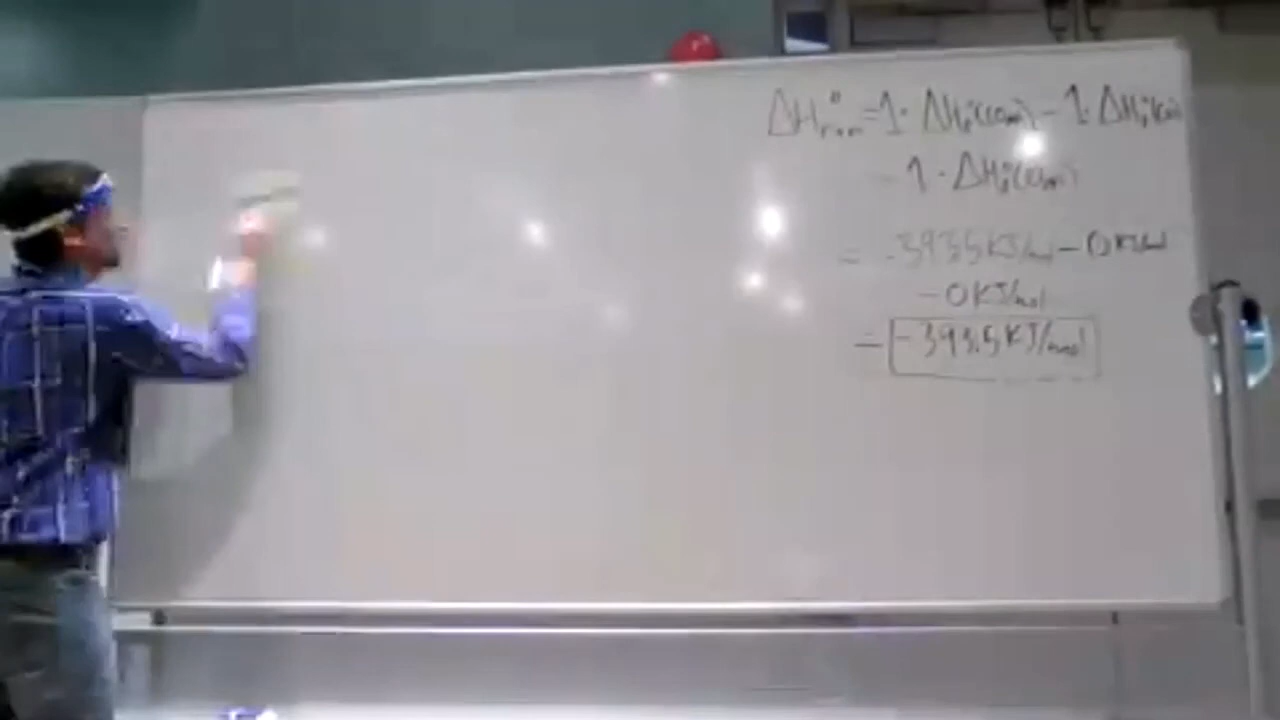 ΔH°rxn = 1 · ΔH°f(CO2(g)) - 1 · ΔH°f
- 1 · ΔH°f
= -393.5 KJ/mol - 0 KJ/mol
- 0 KJ/mol
= -393.5 KJ/mol